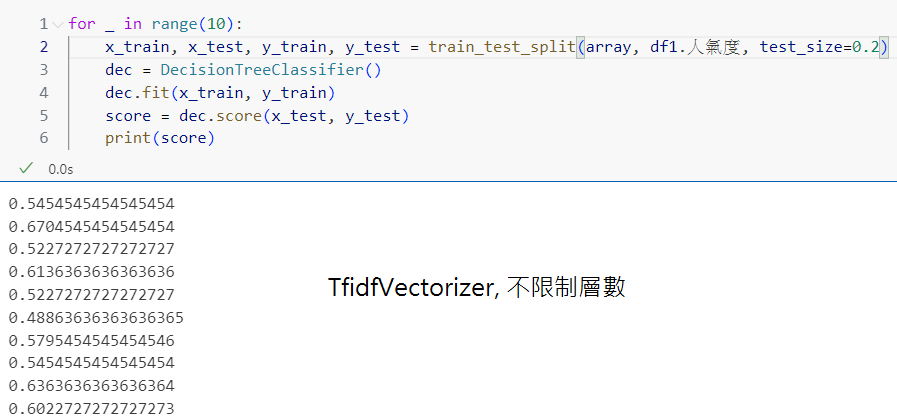 1 for _ in range(10):
2 x_train, x_test, y_train, y_test = train_test_split(array, df1.人氣度, test_size=0.2)
3 dec = DecisionTreeClassifier()
4 dec.fit(x_train, y_train)
5 score = dec.score(x_test, y_test)
6 print(score)
0.0s
0.5454545454545454
0.6704545454545454
0.5227272727272727
0.6136363636363636
TfidfVectorizer, 不限制層數
0.5227272727272727
0.48863636363636365
0.5795454545454546
0.5454545454545454
0.6363636363636364
0.6022727272727273